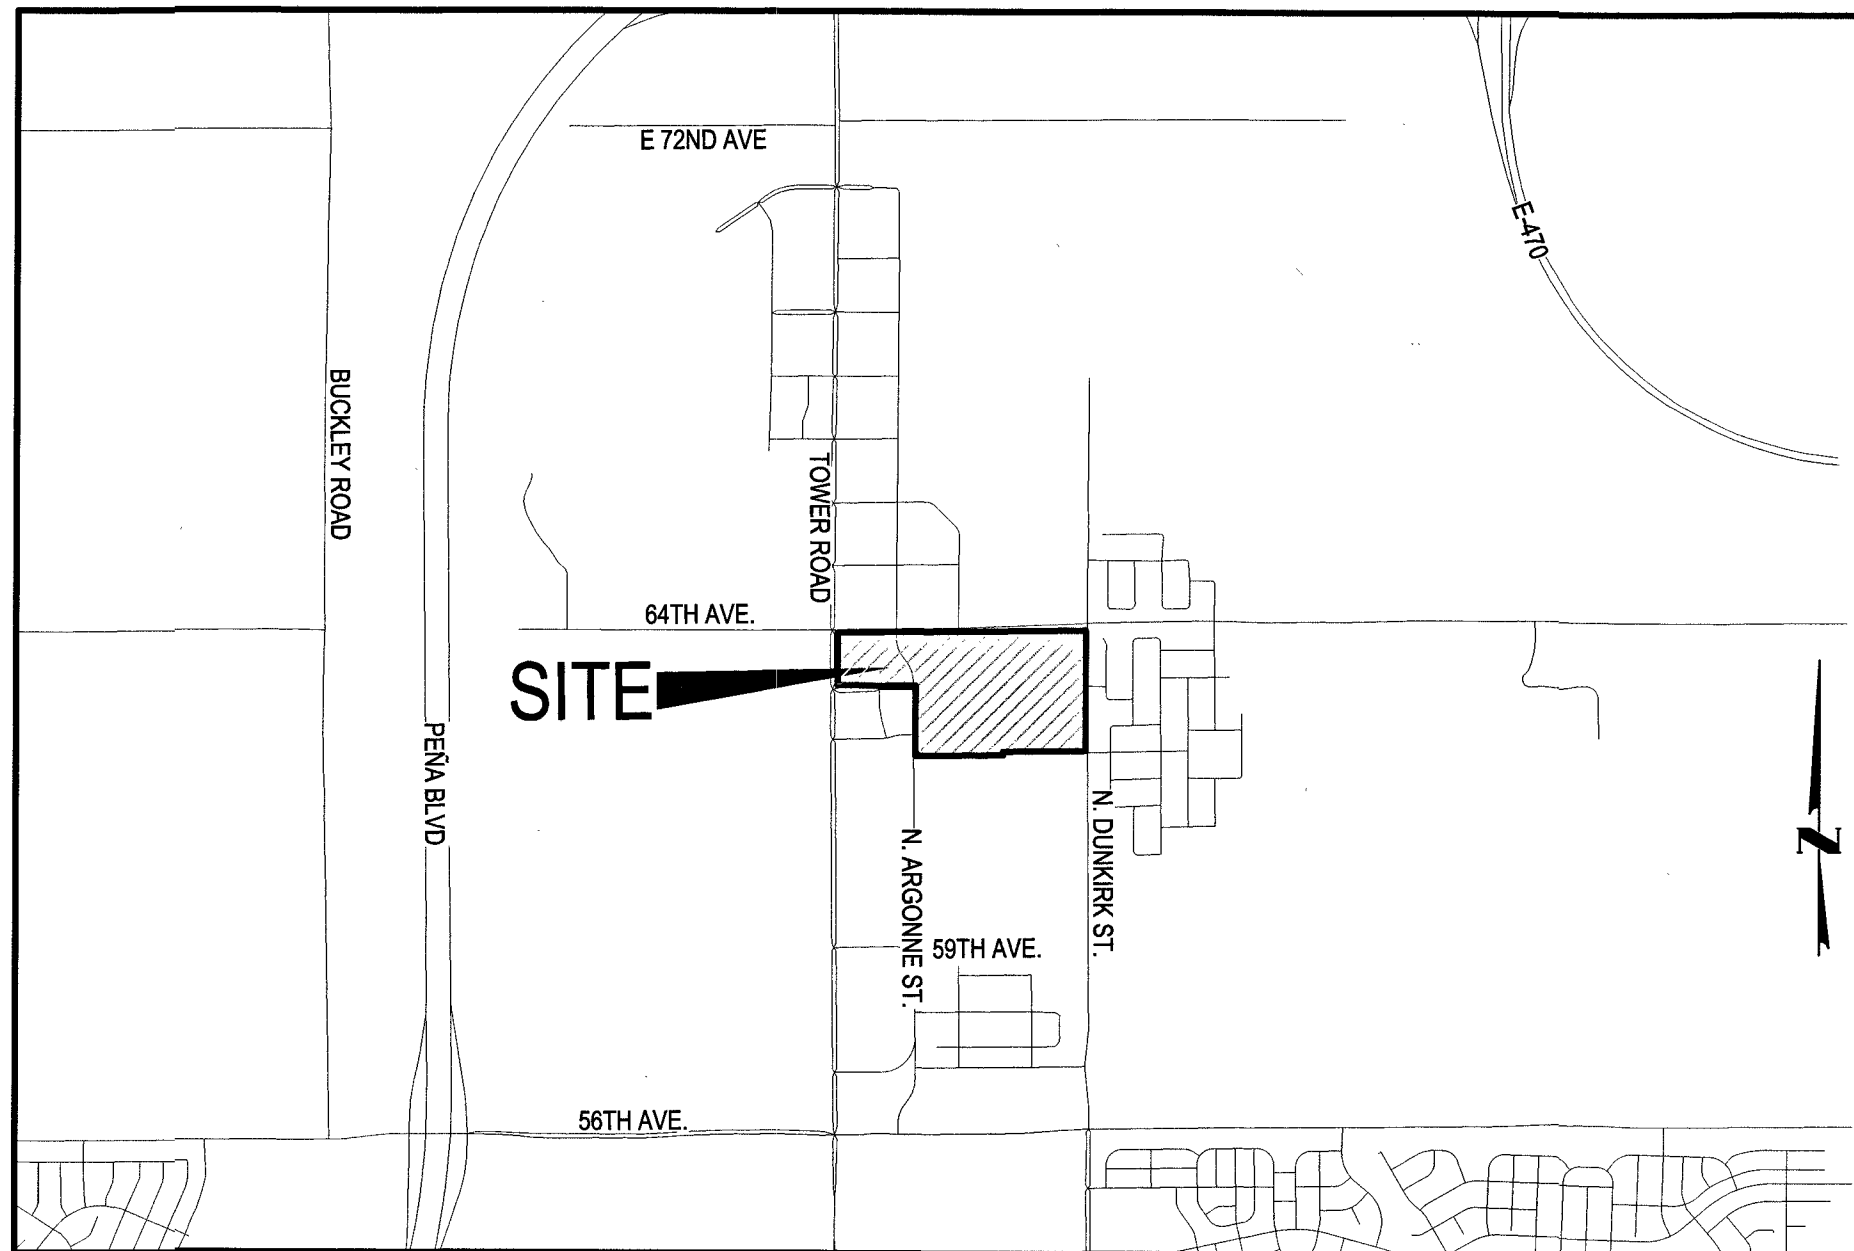 E 72ND AVE
E-470
BUCKLEY ROAD
TOWER ROAD
64TH AVE.
SITE
PEÑA BLVD
N. DUNKIRK ST.
N. ARGONNE ST.
N
59TH AVE.
56TH AVE.